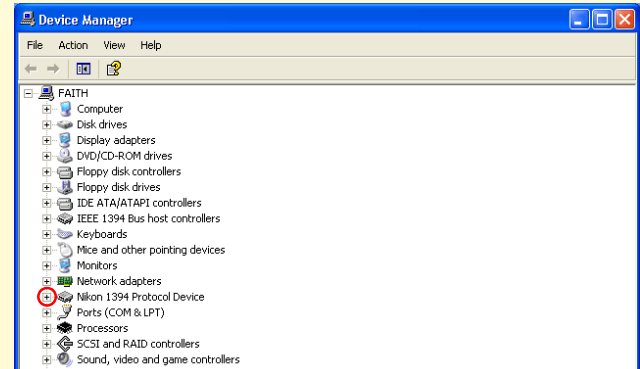 Device Manager
File Action View Help
FAITH
Computer
Disk drives
Display adapters
DVD/CD-ROM drives
Floppy disk controllers
Floppy disk drives
IDE ATA/ATAPI controllers
IEEE 1394 Bus host controllers
Keyboards
Mice and other pointing devices
Monitors
Network adapters
Nikon 1394 Protocol Device
Ports (COM & LPT)
Processors
SCSI and RAID controllers
Sound, video and game controllers